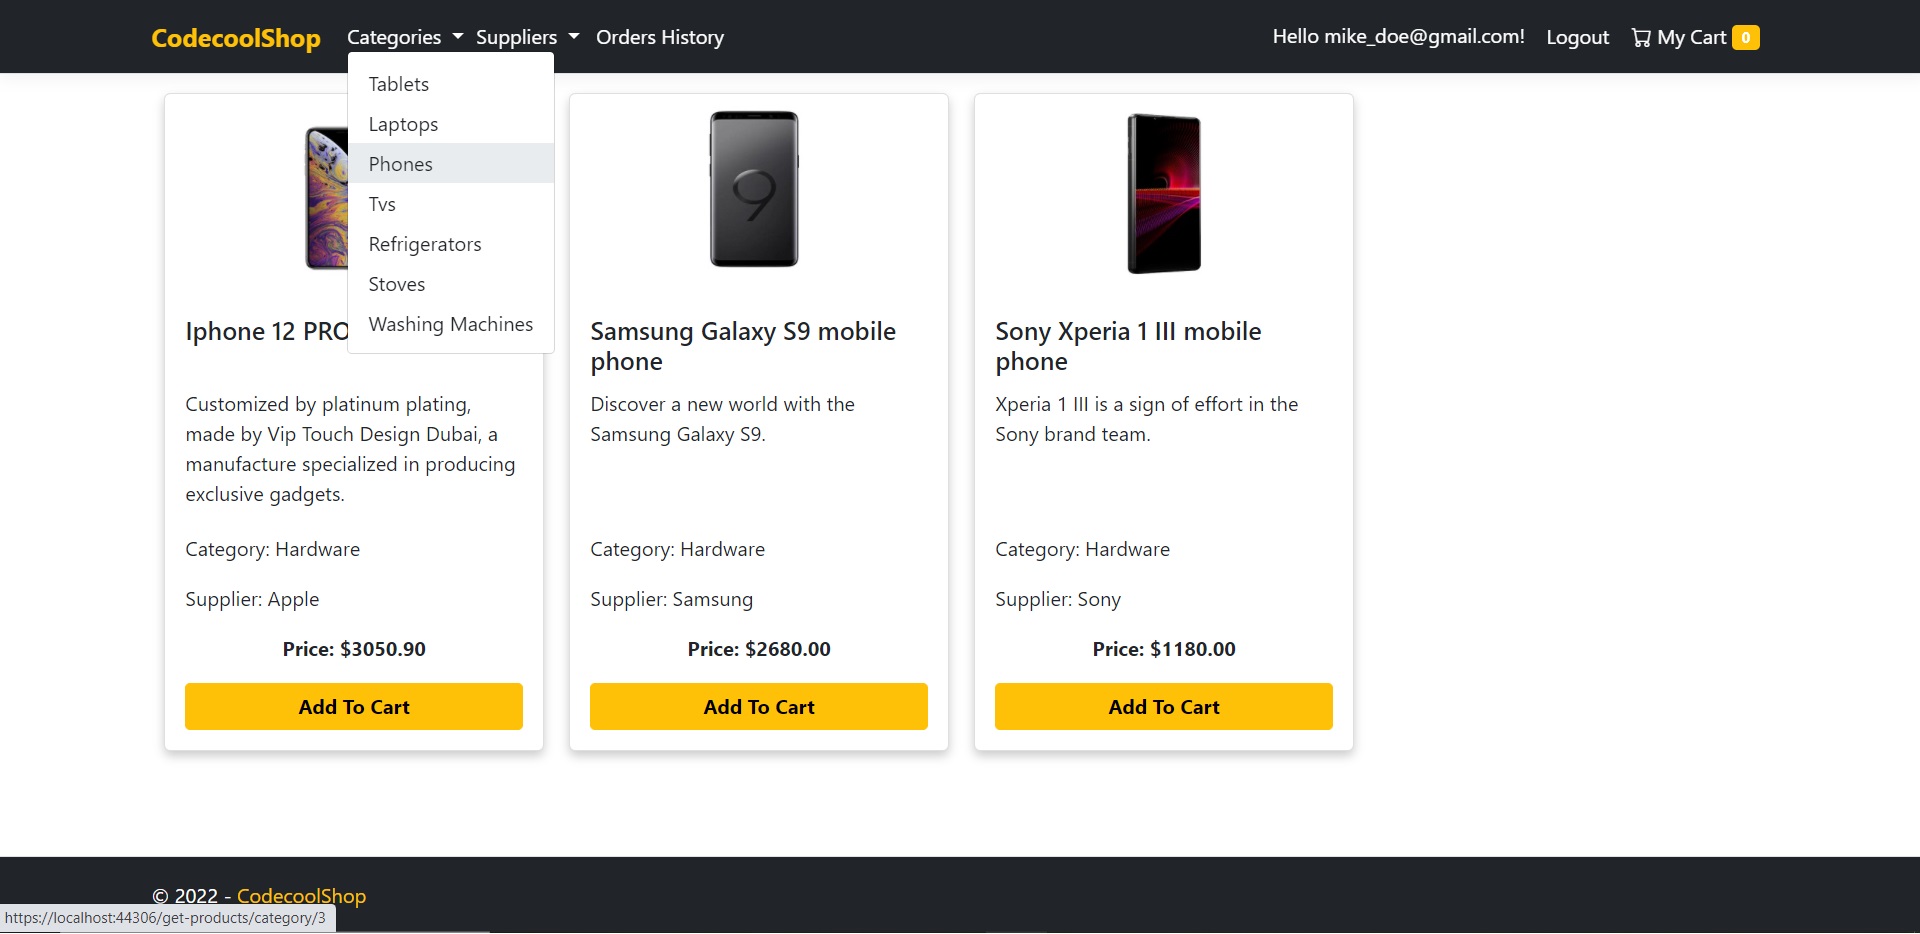 CodecoolShop
Categories
Suppliers
Orders History
Hello mike_doe@gmail.com!
Logout
My Cart 0
Tablets
Laptops
Phones
Tvs
Refrigerators
Stoves
Washing Machines
Iphone 12 PRO
Customized by platinum plating,
made by Vip Touch Design Dubai, a
manufacture specialized in producing
exclusive gadgets.
Category: Hardware
Supplier: Apple
Price: $3050.90
Add To Cart
9
Samsung Galaxy S9 mobile
phone
Discover a new world with the
Samsung Galaxy S9.
Category: Hardware
Supplier: Samsung
Price: $2680.00
Add To Cart
Sony Xperia 1 III mobile
phone
Xperia 1 III is a sign of effort in the
Sony brand team.
Category: Hardware
Supplier: Sony
Price: $1180.00
Add To Cart
© 2022 - CodecoolShop
https://localhost:44306/get-products/category/3